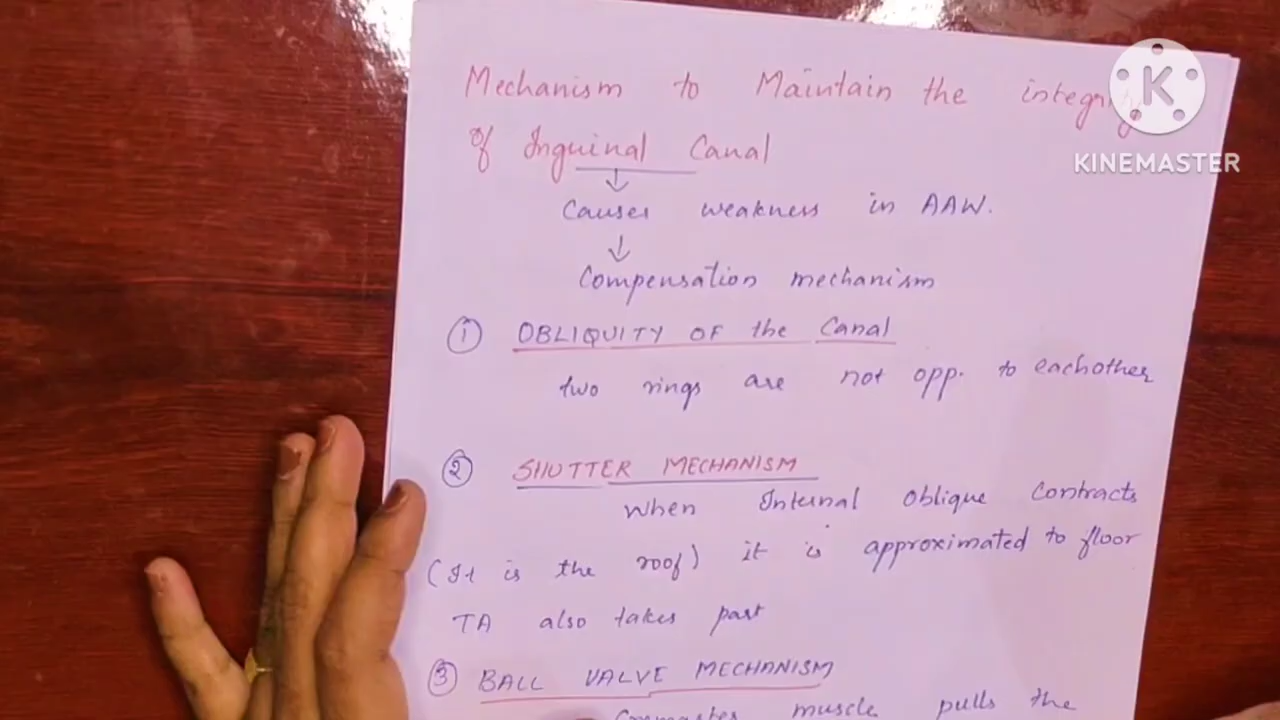 Mechanism to Maintain the integrity
of Inguinal Canal
Causes weakness in AAW.
Compensation mechanism
① OBLIQUITY OF the Canal
two rings are not opp. to eachother
② SHUTTER MECHANISM
When Internal Oblique Contracts
(It is the roof) it is approximated to floor
TA also takes part
③ BALL VALVE MECHANISM
Cremaster muscle pulls the
K
KINEMASTER